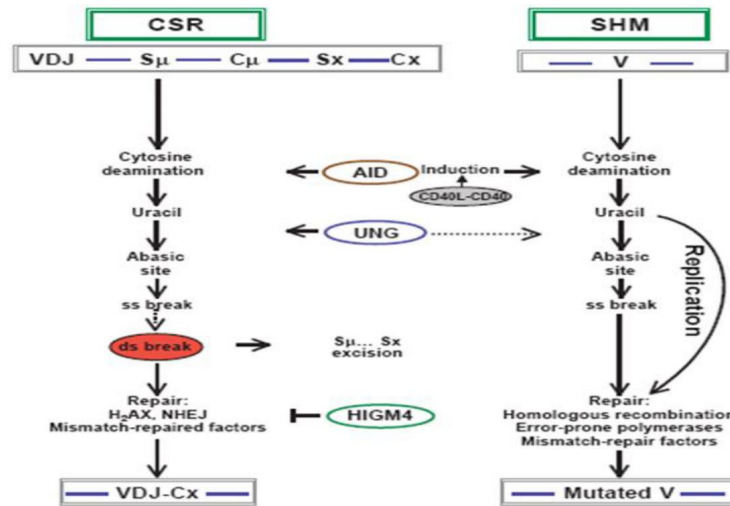 CSR
SHM
VDJ Sμ Cμ Sx Cx
V
Cytosine
deamination
AID
Induction
CD40L-CD40
Cytosine
deamination
Uracil
UNG
Uracil
Abasic
site
Abasic
site
ss break
ss break
Replication
ds break
Sμ... Sx
excision
Repair:
H₂AX, NHEJ
Mismatch-repaired factors
HIGM4
Repair:
Homologous recombination
Error-prone polymerases
Mismatch-repair factors
VDJ-Cx
Mutated V